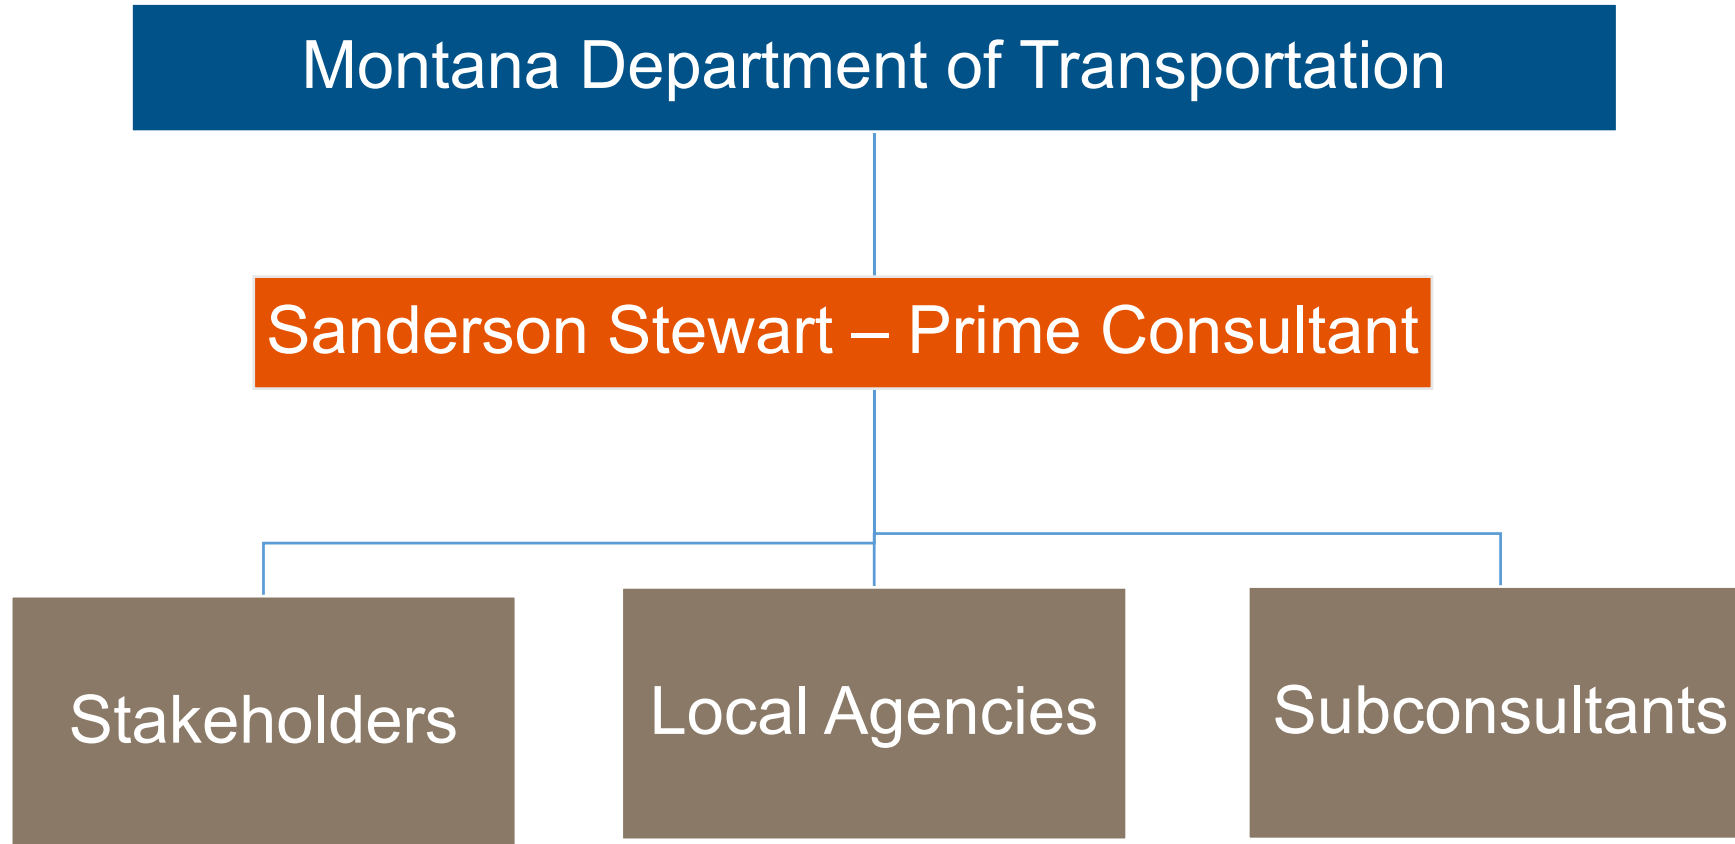 Montana Department of Transportation
Sanderson Stewart – Prime Consultant
Stakeholders
Local Agencies
Subconsultants